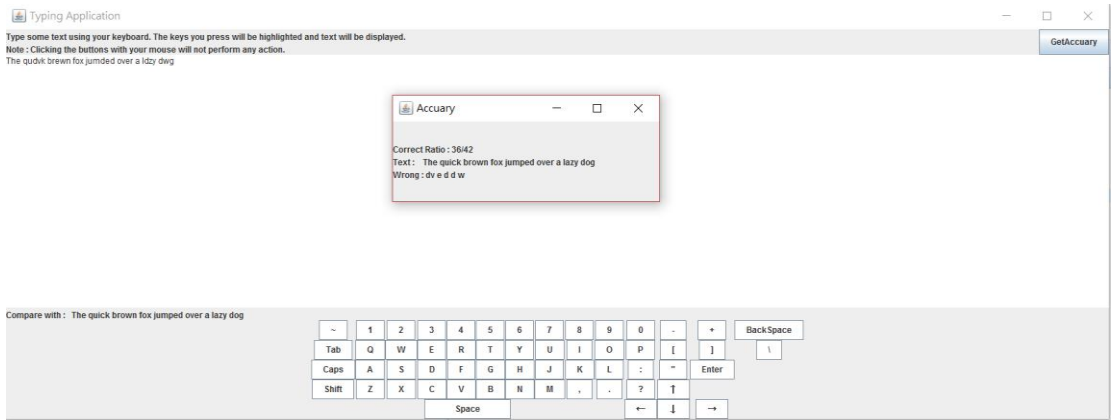 Typing Application
Type some text using your keyboard. The keys you press will be highlighted and text will be displayed.
Note : Clicking the buttons with your mouse will not perform any action.
GetAccuary
The qudvk brewn fox jumded over a ldzy dwg
Accuary
Correct Ratio : 36/42
Text : The quick brown fox jumped over a lazy dog
Wrong : dv e d d w
Compare with : The quick brown fox jumped over a lazy dog
~ 1 2 3 4 5 6 7 8 9 0 - + BackSpace
Tab Q W E R T Y U I O P [ ] \
Caps A S D F G H J K L : " Enter
Shift Z X C V B N M , . ? ↑
Space ← ↓ →